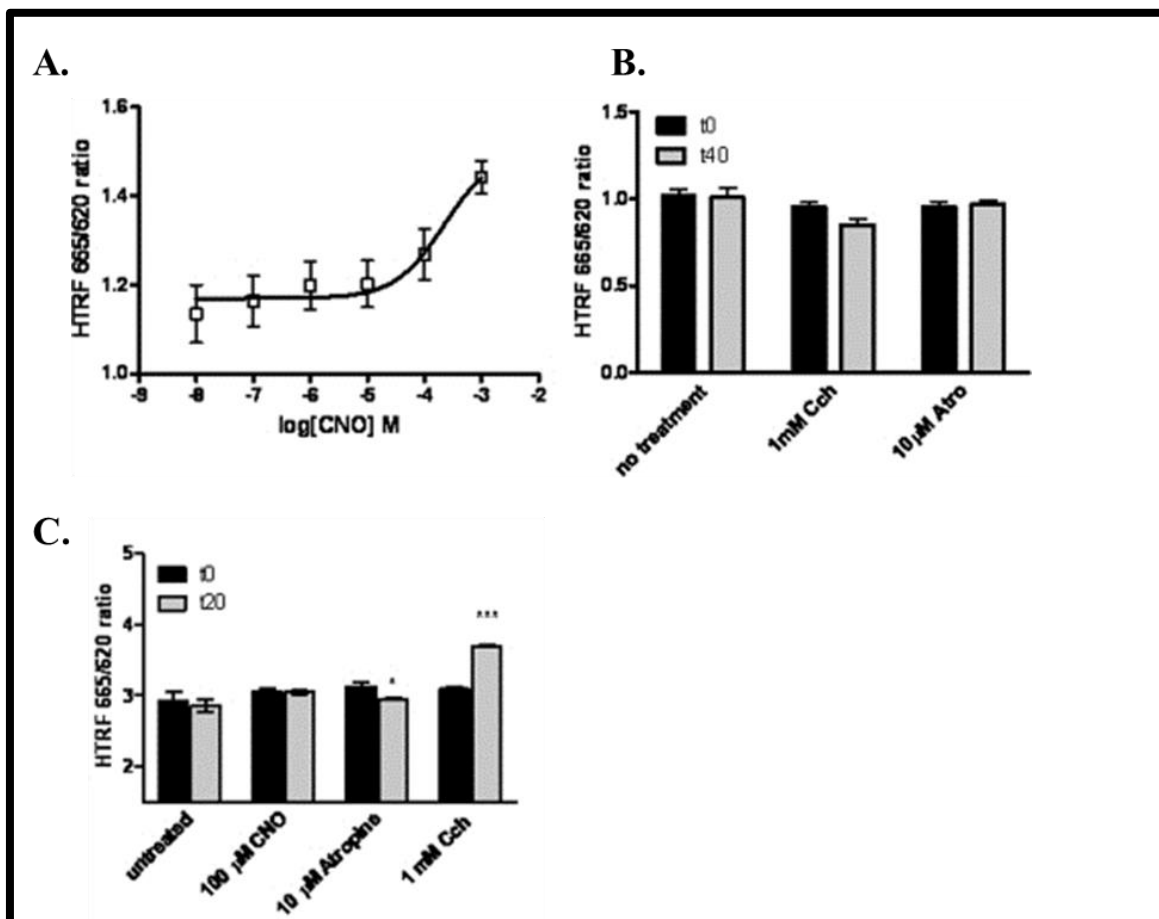 A.
HTRF 665/620 ratio
1.6
1.4
1.2
1.0
-9 -8 -7 -6 -5 -4 -3 -2
log[CNO] M
B.
HTRF 665/620 ratio
t0
t40
1.5
1.0
0.5
0.0
no treatment
1mM Cch
10µM Atro
C.
HTRF 665/620 ratio
t0
t20
5
4
3
2
*
***
untreated
100 µM CNO
10 µM Atropine
1 mM Cch